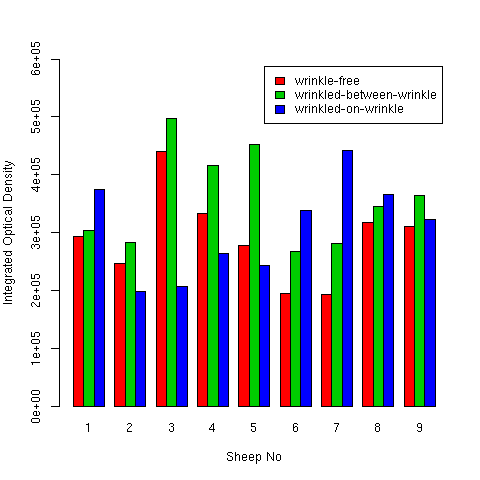 6e+05
5e+05
4e+05
3e+05
2e+05
1e+05
0e+00
Integrated Optical Density
wrinkle-free
wrinkled-between-wrinkle
wrinkled-on-wrinkle
1 2 3 4 5 6 7 8 9
Sheep No